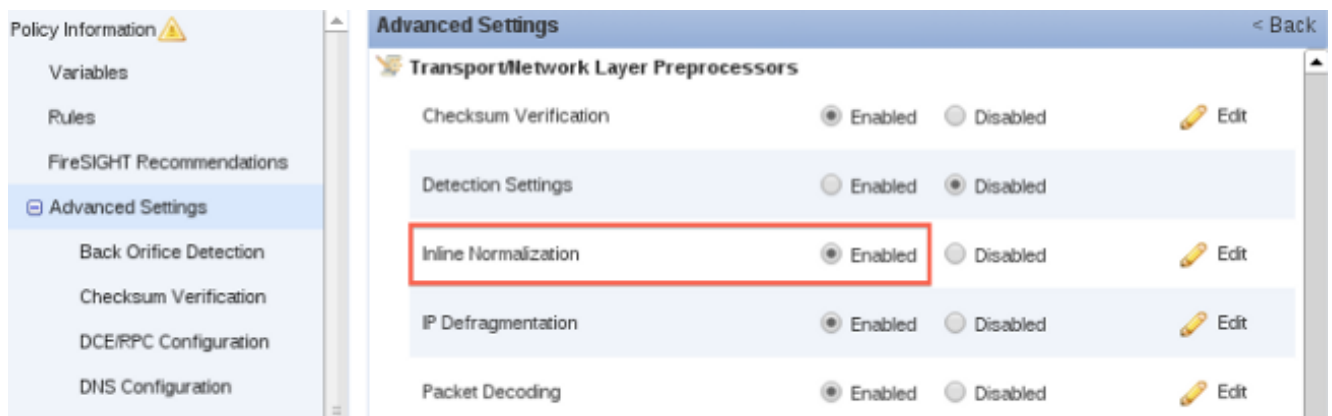 Policy Information
Variables
Rules
FireSIGHT Recommendations
Advanced Settings
Back Orifice Detection
Checksum Verification
DCE/RPC Configuration
DNS Configuration
Advanced Settings < Back
Transport/Network Layer Preprocessors
Checksum Verification Enabled Disabled Edit
Detection Settings Enabled Disabled
Inline Normalization Enabled Disabled Edit
IP Defragmentation Enabled Disabled Edit
Packet Decoding Enabled Disabled Edit